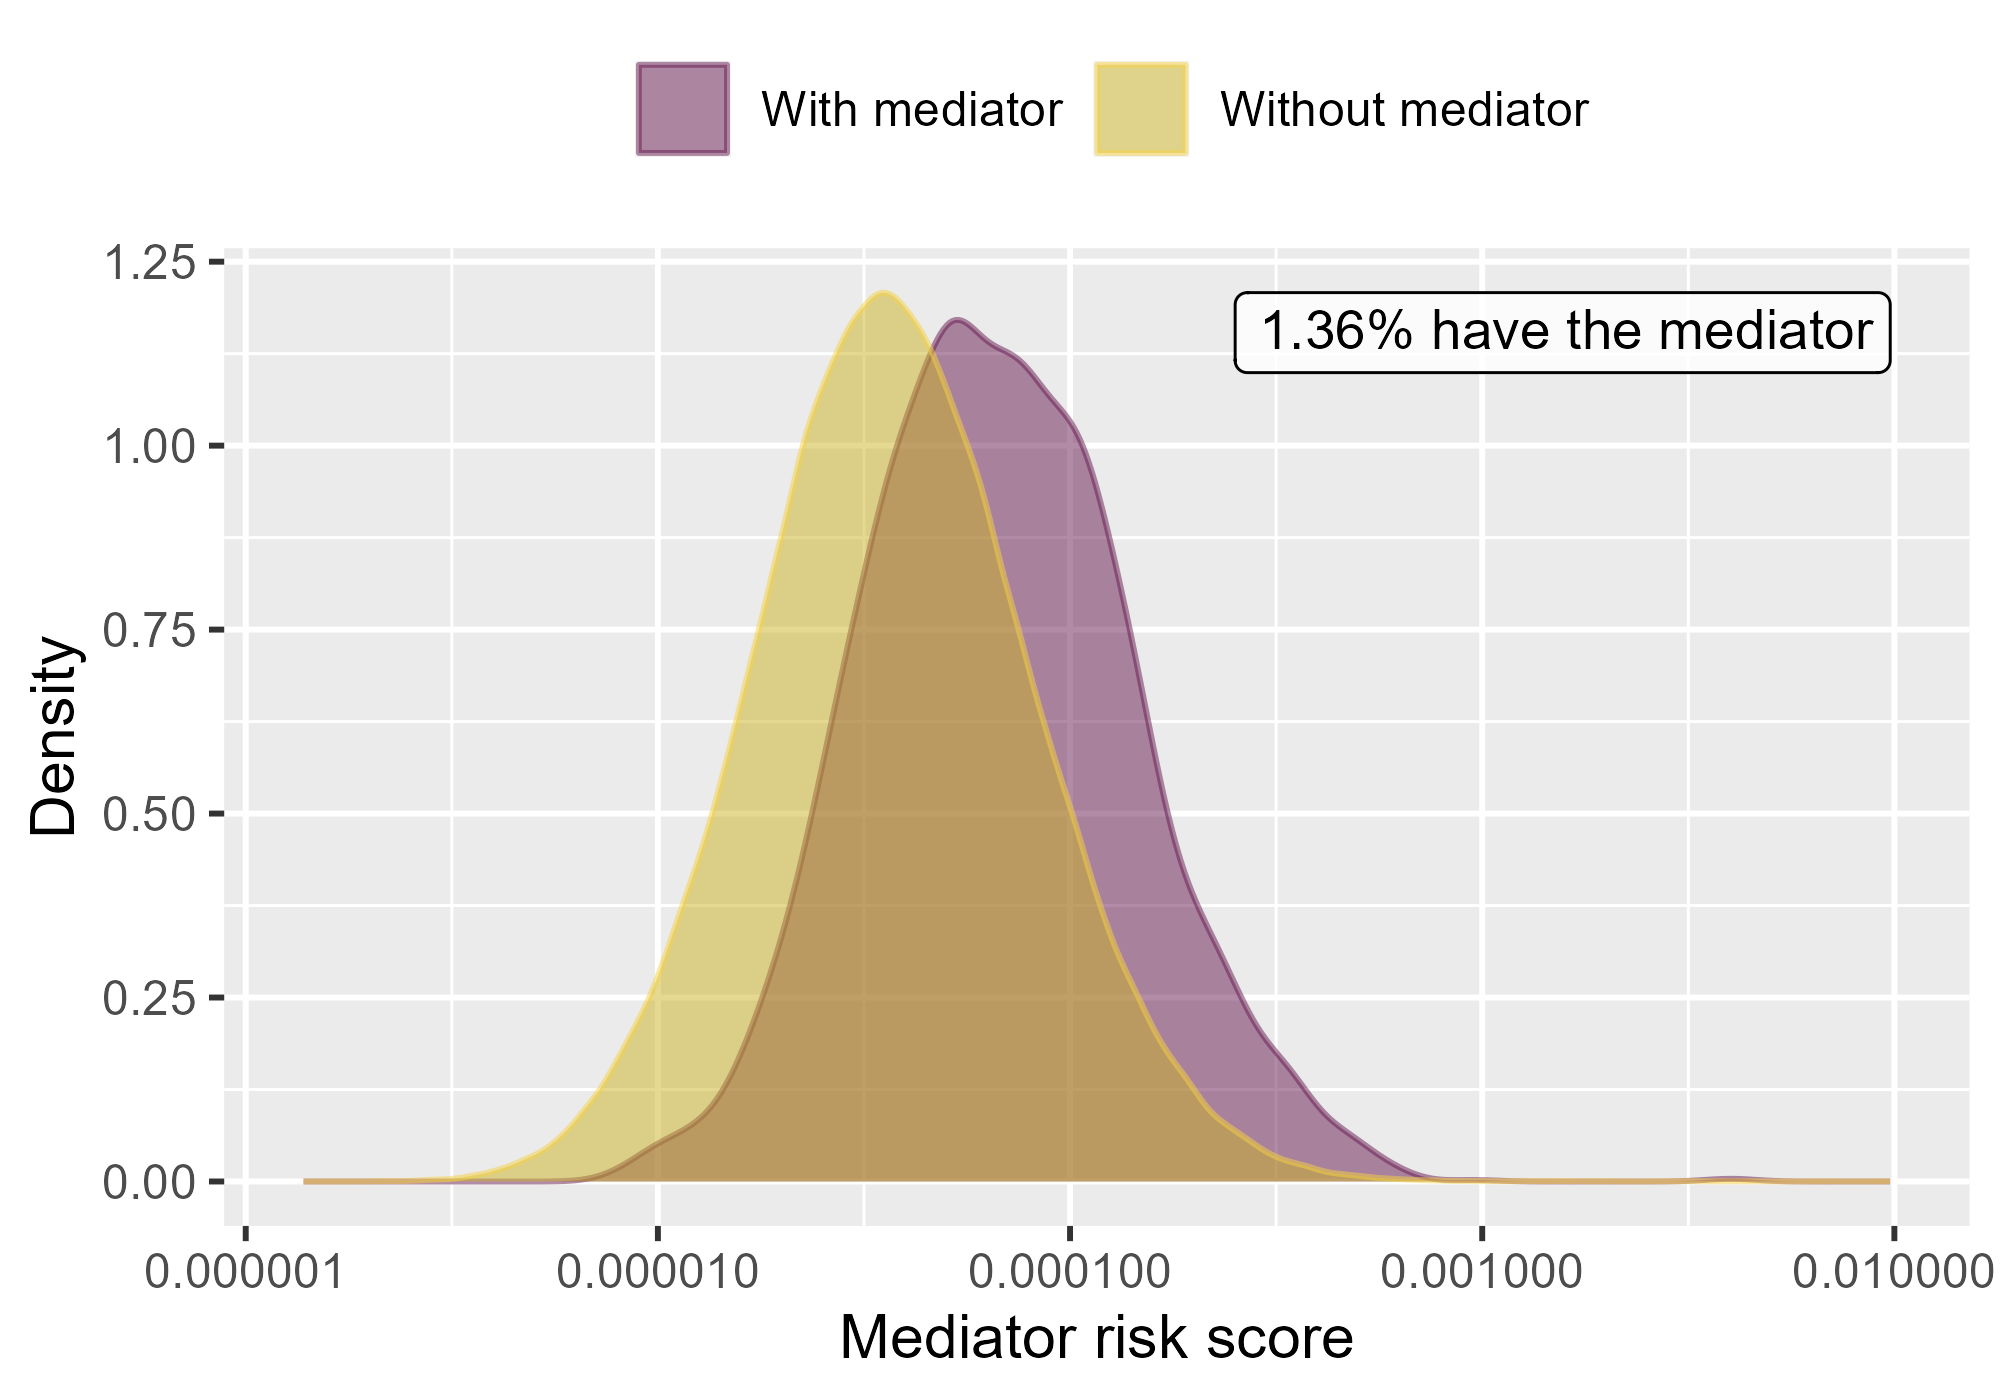 With mediator
Without mediator
1.25
1.00
0.75
0.50
0.25
0.00
Density
1.36% have the mediator
0.000001
0.000010
0.000100
0.001000
0.010000
Mediator risk score